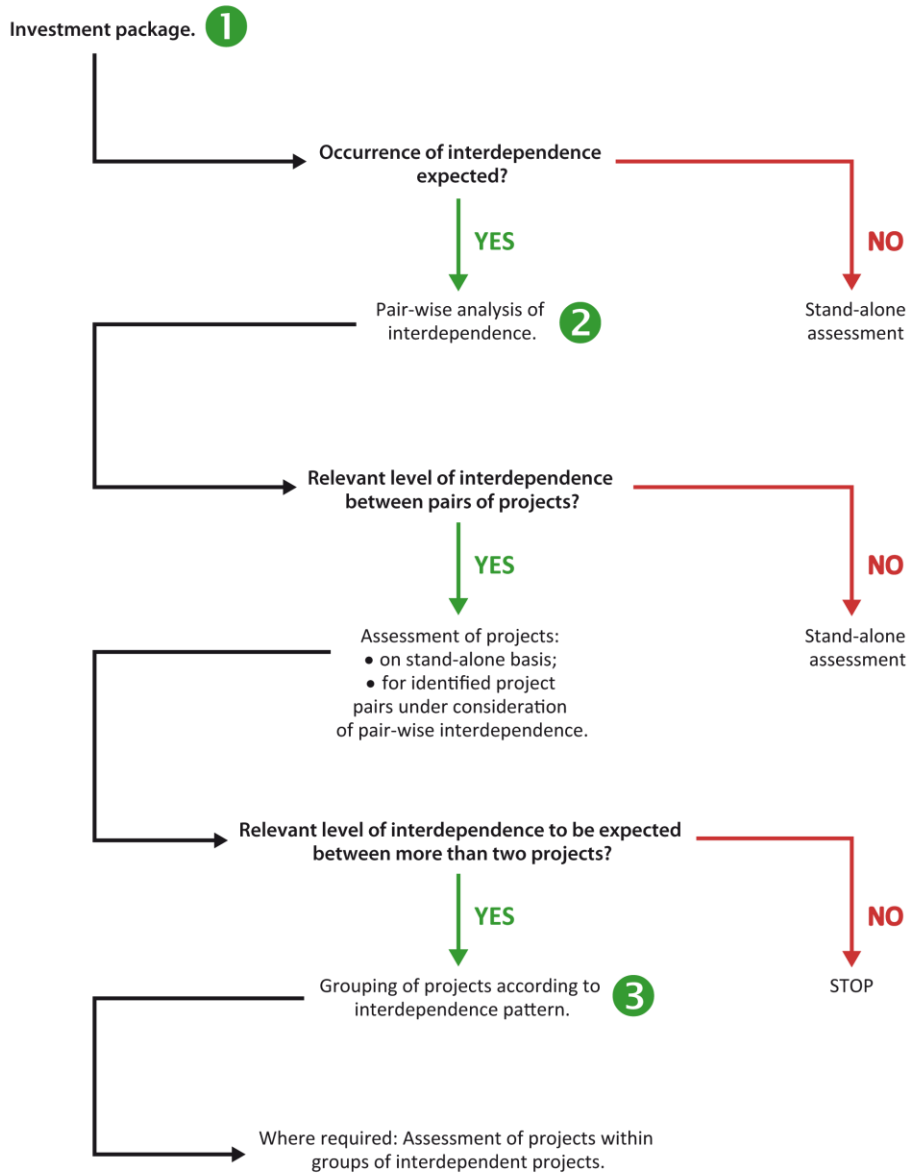 Investment package. 1
Occurrence of interdependence
expected?
YES
NO
Pair-wise analysis of
interdependence. 2
Stand-alone
assessment
Relevant level of interdependence
between pairs of projects?
YES
NO
Assessment of projects:
• on stand-alone basis;
• for identified project
pairs under consideration
of pair-wise interdependence.
Stand-alone
assessment
Relevant level of interdependence to be expected
between more than two projects?
YES
NO
Grouping of projects according to
interdependence pattern. 3
STOP
Where required: Assessment of projects within
groups of interdependent projects.